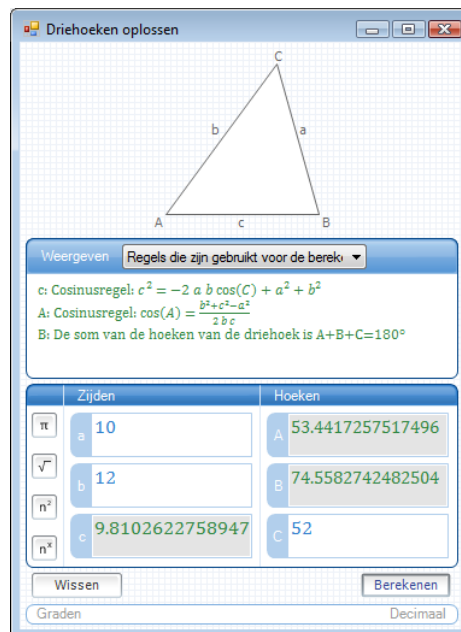 Driehoeken oplossen
C
b a
A c B
Weergeven Regels die zijn gebruikt voor de bereke
c: Cosinusregel: c² = −2 a b cos(C) + a² + b²
A: Cosinusregel: cos(A) = (b²+c²−a²)/(2 b c)
B: De som van de hoeken van de driehoek is A+B+C=180°
Zijden Hoeken
π a 10 A 53.4417257517496
√ b 12 B 74.5582742482504
n² c 9.8102622758947 C 52
nˣ
Wissen Berekenen
Graden Decimaal